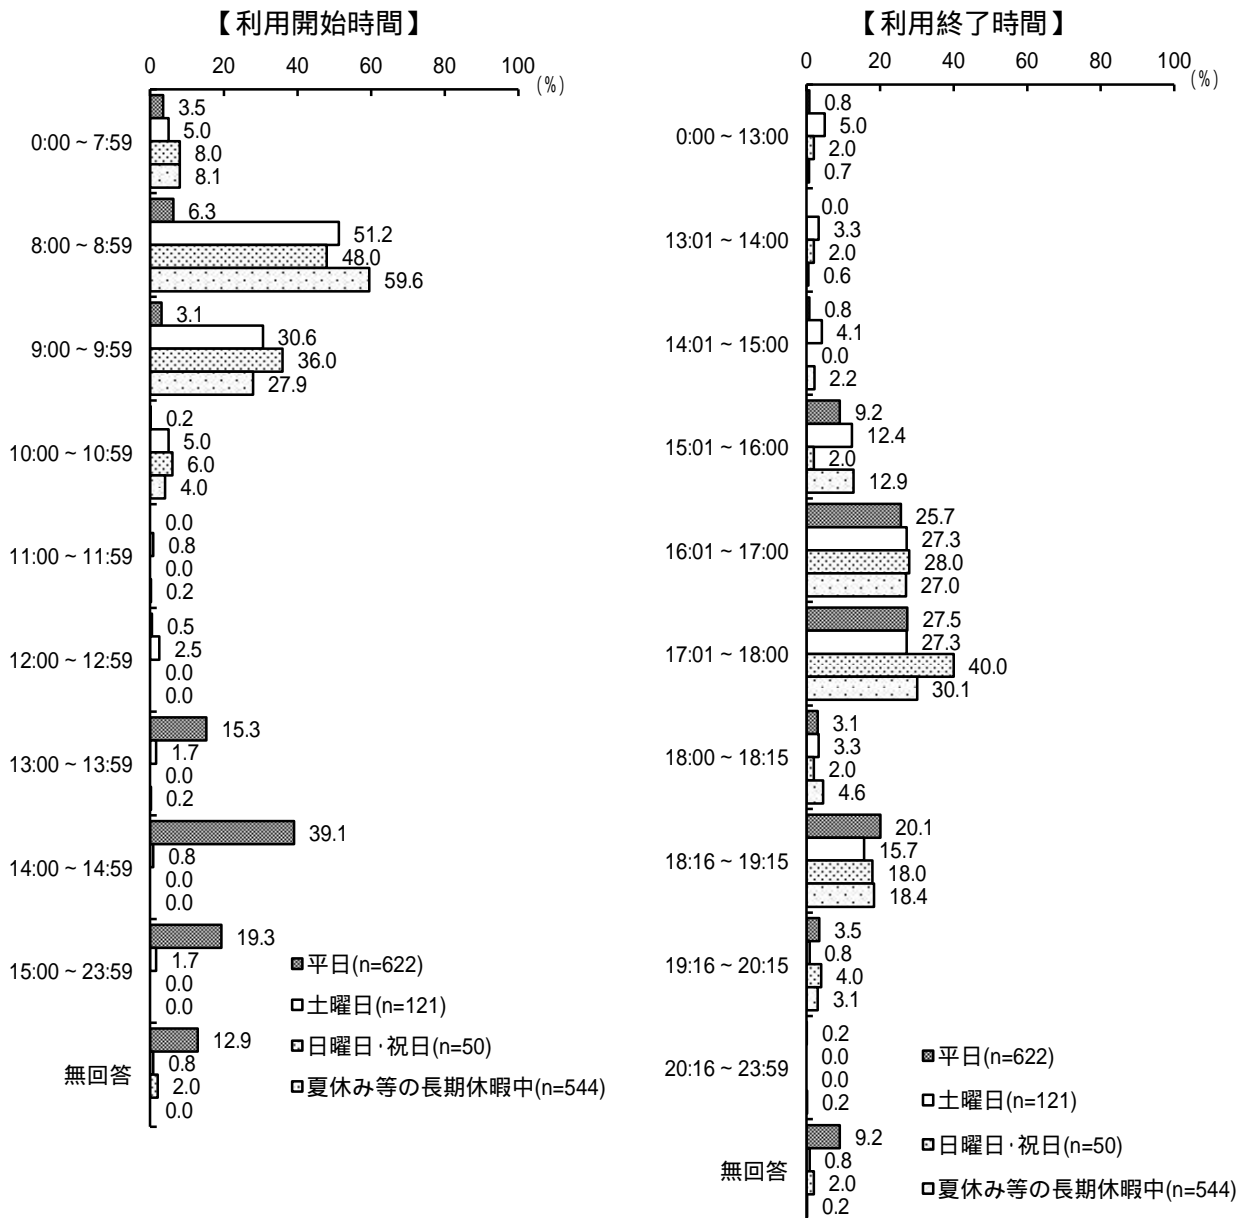 【利用開始時間】
0 20 40 60 80 100
(%)
0:00 ~ 7:59
3.5
5.0
8.0
8.1
8:00 ~ 8:59
6.3
51.2
48.0
59.6
9:00 ~ 9:59
3.1
30.6
36.0
27.9
10:00 ~ 10:59
0.2
5.0
6.0
4.0
11:00 ~ 11:59
0.0
0.8
0.0
0.2
12:00 ~ 12:59
0.5
2.5
0.0
0.0
13:00 ~ 13:59
15.3
1.7
0.0
0.2
14:00 ~ 14:59
39.1
0.8
0.0
0.0
15:00 ~ 23:59
19.3
1.7
0.0
0.0
無回答
12.9
0.8
2.0
0.0
平日(n=622)
土曜日(n=121)
日曜日・祝日(n=50)
夏休み等の長期休暇中(n=544)
【利用終了時間】
0 20 40 60 80 100
(%)
0:00 ~ 13:00
0.8
5.0
2.0
0.7
13:01 ~ 14:00
0.0
3.3
2.0
0.6
14:01 ~ 15:00
0.8
4.1
0.0
2.2
15:01 ~ 16:00
9.2
12.4
2.0
12.9
16:01 ~ 17:00
25.7
27.3
28.0
27.0
17:01 ~ 18:00
27.5
27.3
40.0
30.1
18:00 ~ 18:15
3.1
3.3
2.0
4.6
18:16 ~ 19:15
20.1
15.7
18.0
18.4
19:16 ~ 20:15
3.5
0.8
4.0
3.1
20:16 ~ 23:59
0.2
0.0
0.0
0.2
無回答
9.2
0.8
2.0
0.2
平日(n=622)
土曜日(n=121)
日曜日・祝日(n=50)
夏休み等の長期休暇中(n=544)